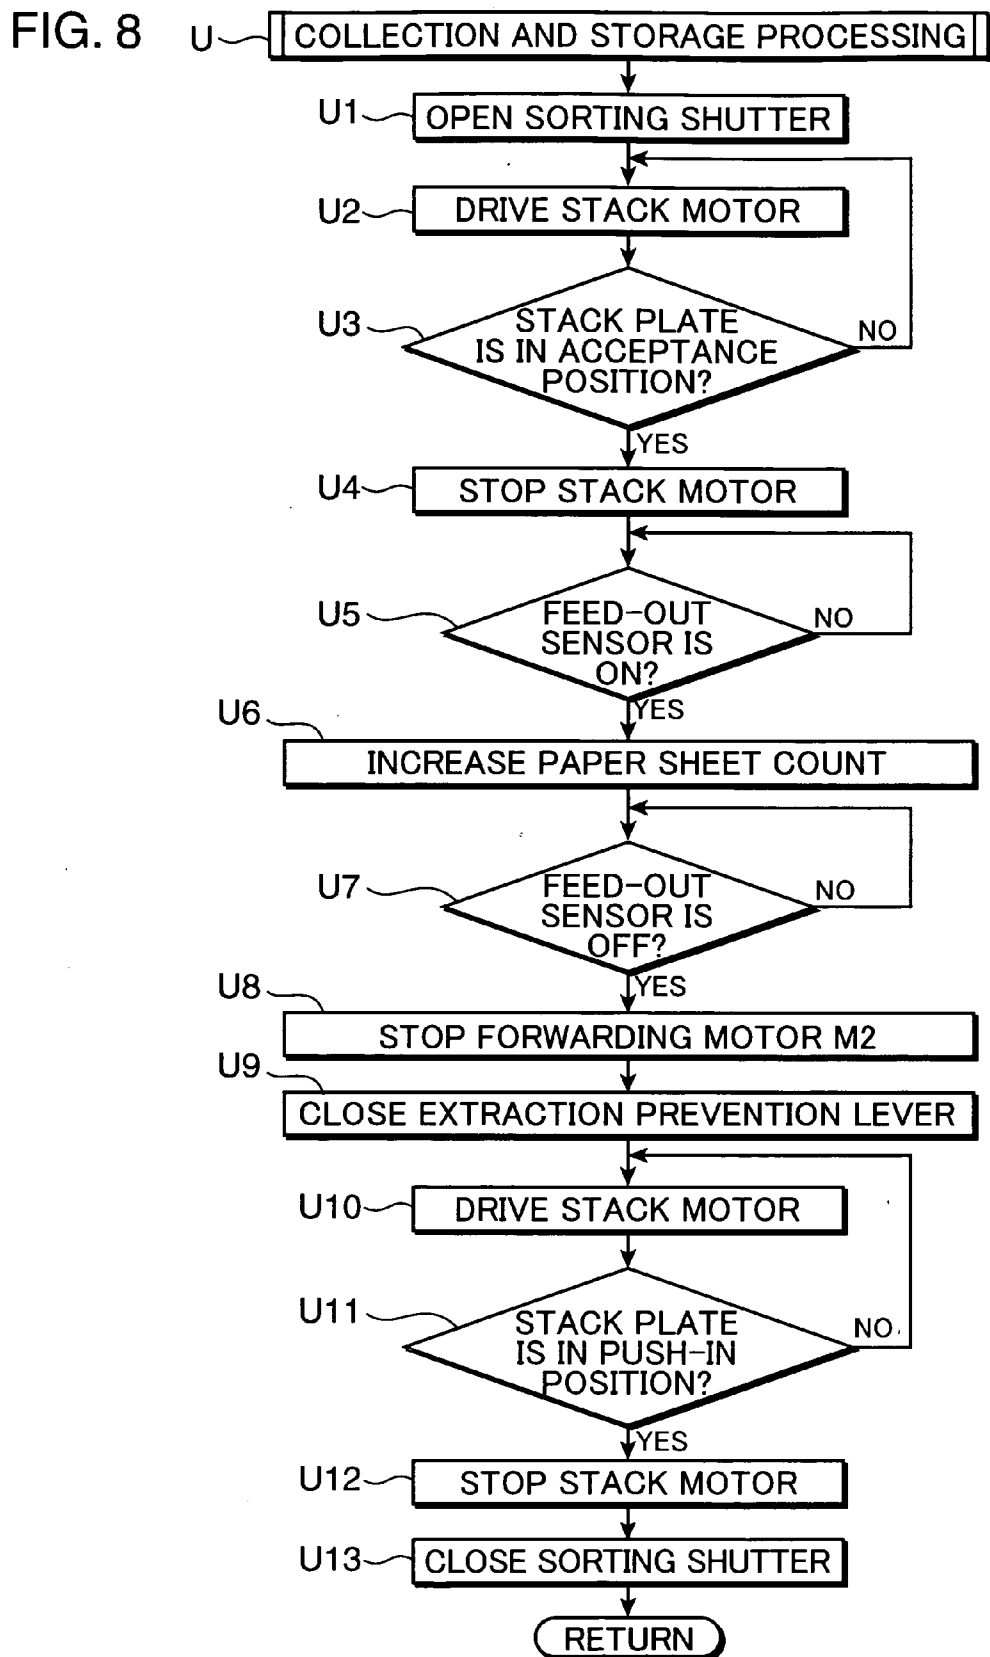 FIG. 8
U
COLLECTION AND STORAGE PROCESSING
U1
OPEN SORTING SHUTTER
U2
DRIVE STACK MOTOR
U3
STACK PLATE
IS IN ACCEPTANCE
POSITION?
NO
YES
U4
STOP STACK MOTOR
U5
FEED-OUT
SENSOR IS
ON?
NO
YES
U6
INCREASE PAPER SHEET COUNT
U7
FEED-OUT
SENSOR IS
OFF?
NO
YES
U8
STOP FORWARDING MOTOR M2
U9
CLOSE EXTRACTION PREVENTION LEVER
U10
DRIVE STACK MOTOR
U11
STACK PLATE
IS IN PUSH-IN
POSITION?
NO
YES
U12
STOP STACK MOTOR
U13
CLOSE SORTING SHUTTER
RETURN